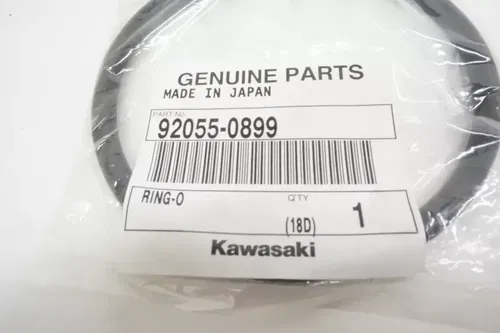 GENUINE PARTS
MADE IN JAPAN
PART No.
92055-0899
RING-O
Q'TY
(18D) 1
Kawasaki